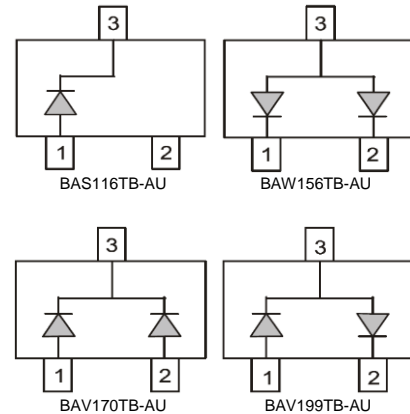 3 3
1 2 1 2
BAS116TB-AU BAW156TB-AU
3 3
1 2 1 2
BAV170TB-AU BAV199TB-AU